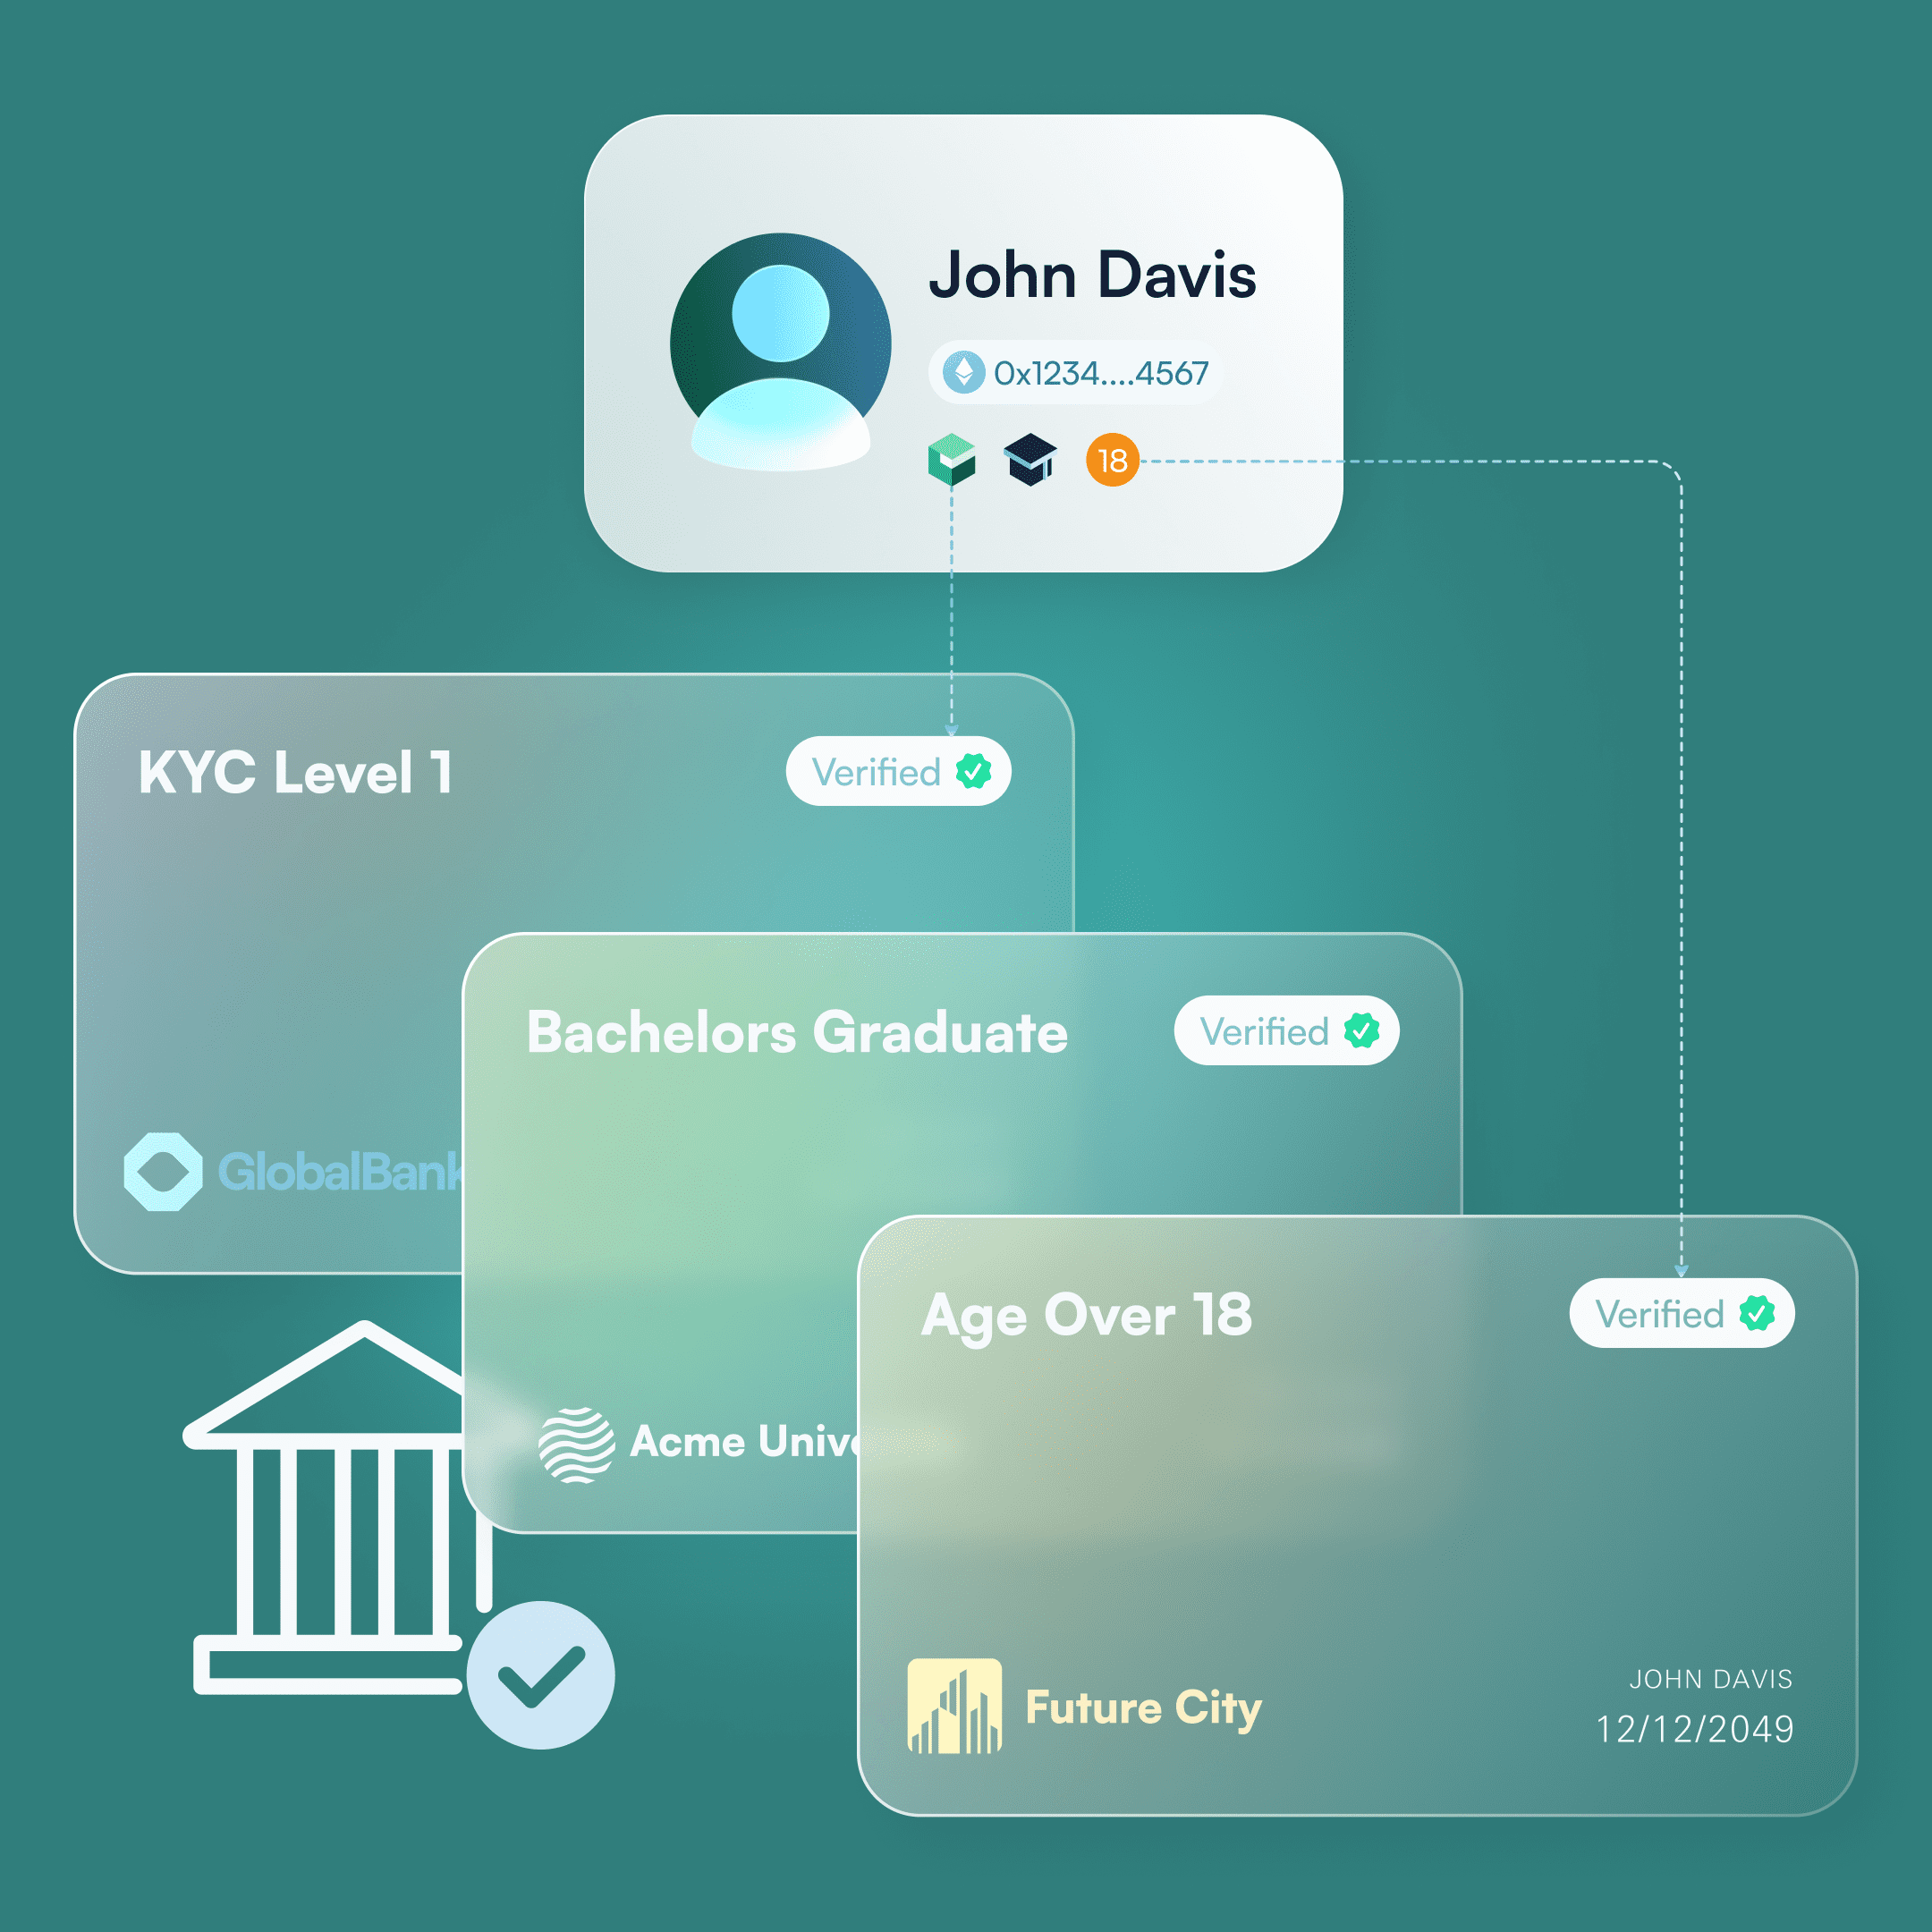 John Davis
0x1234....4567
18
KYC Level 1
Verified
GlobalBank
Bachelors Graduate
Verified
Acme
Age Over 18
Verified
Future City
JOHN DAVIS
12/12/2049